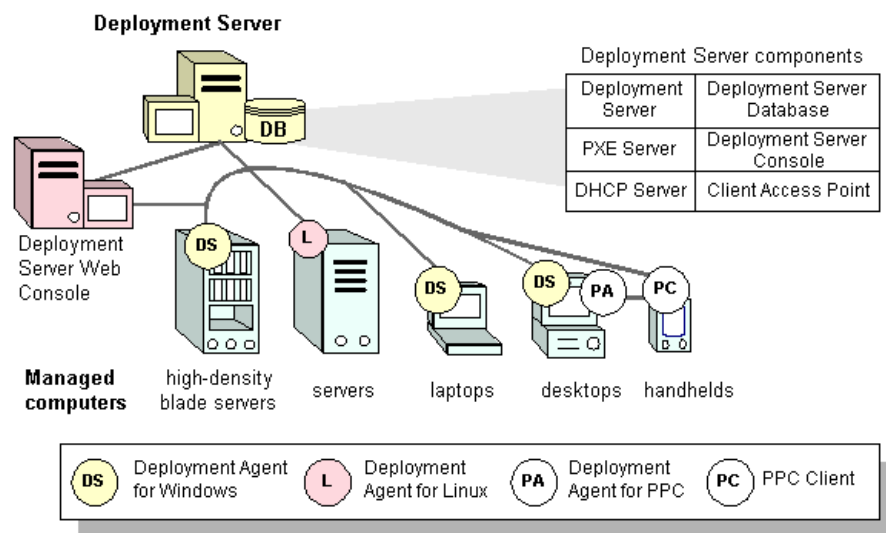 Deployment Server
Deployment Server components
Deployment
Server
Deployment Server
Database
PXE Server
Deployment Server
Console
DHCP Server
Client Access Point
DB
Deployment
Server Web
Console
DS
L
DS
DS
PA
PC
Managed
computers
high-density
blade servers
servers
laptops
desktops
handhelds
DS
Deployment Agent
for Windows
L
Deployment
Agent for Linux
PA
Deployment
Agent for PPC
PC
PPC Client